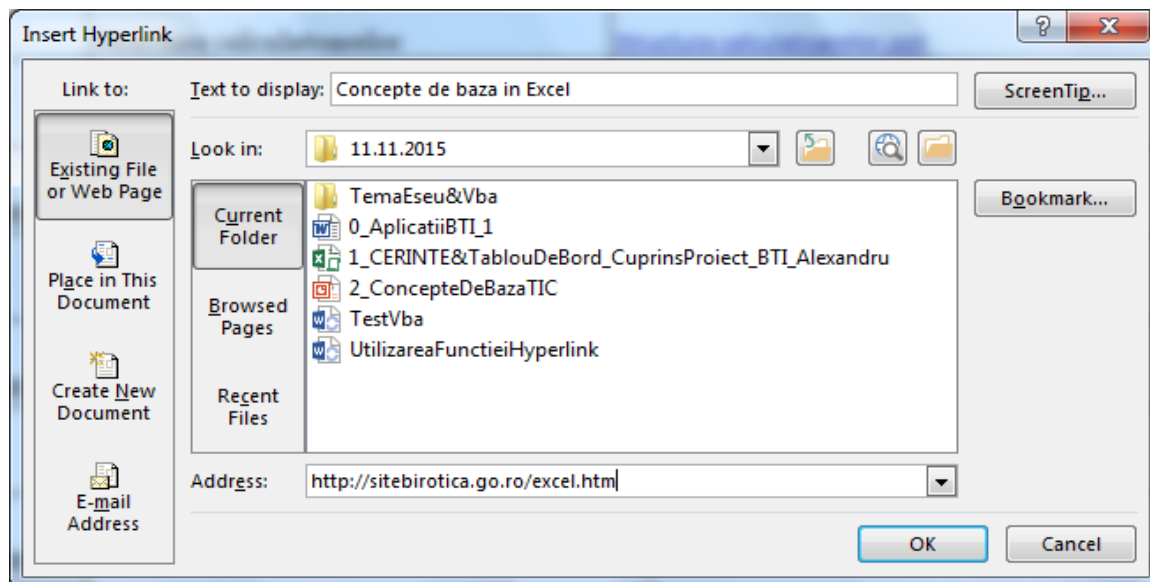 Insert Hyperlink
Link to:
Text to display: Concepte de baza in Excel
ScreenTip...
Existing File
or Web Page
Look in: 11.11.2015
Bookmark...
Place in This
Document
Create New
Document
E-mail
Address
Current
Folder
Browsed
Pages
Recent
Files
TemaEseu&Vba
0_AplicatiiBTI_1
1_CERINTE&TablouDeBord_CuprinsProiect_BTI_Alexandru
2_ConcepteDeBazaTIC
TestVba
UtilizareaFunctieiHyperlink
Address: http://sitebirotica.go.ro/excel.htm
OK
Cancel